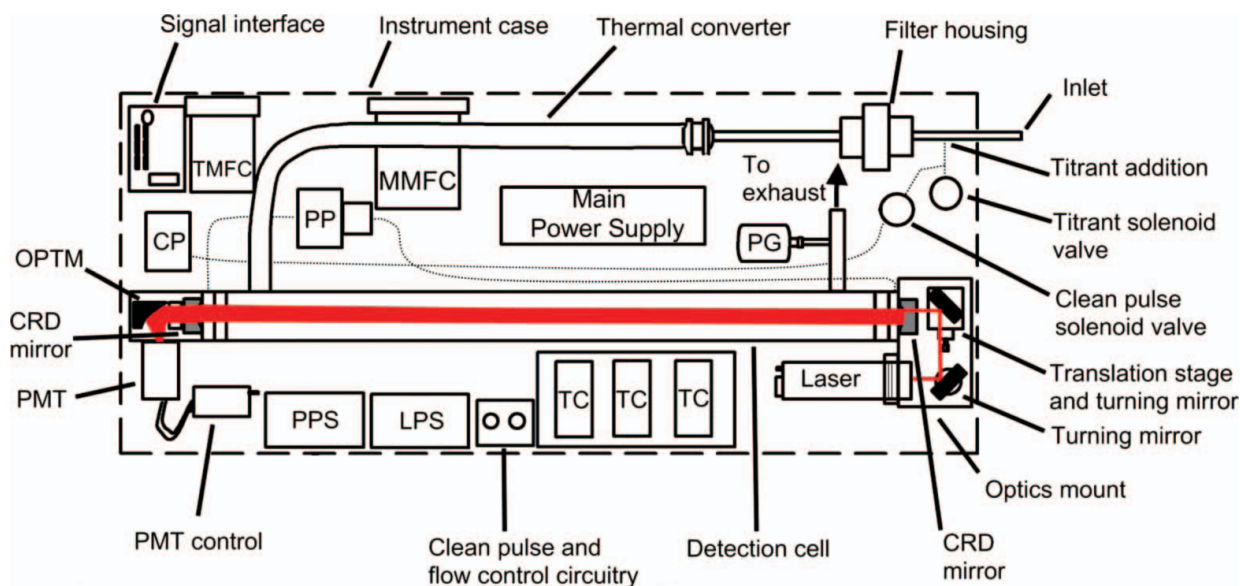 Signal interface
Instrument case
Thermal converter
Filter housing
Inlet
TMFC
MMFC
To
exhaust
Titrant addition
Main
Power Supply
Titrant solenoid
valve
CP
PP
PG
OPTM
Clean pulse
solenoid valve
CRD
mirror
PMT
Laser
Translation stage
and turning mirror
Turning mirror
PPS
LPS
TC
TC
TC
Optics mount
PMT control
Clean pulse and
flow control circuitry
Detection cell
CRD
mirror